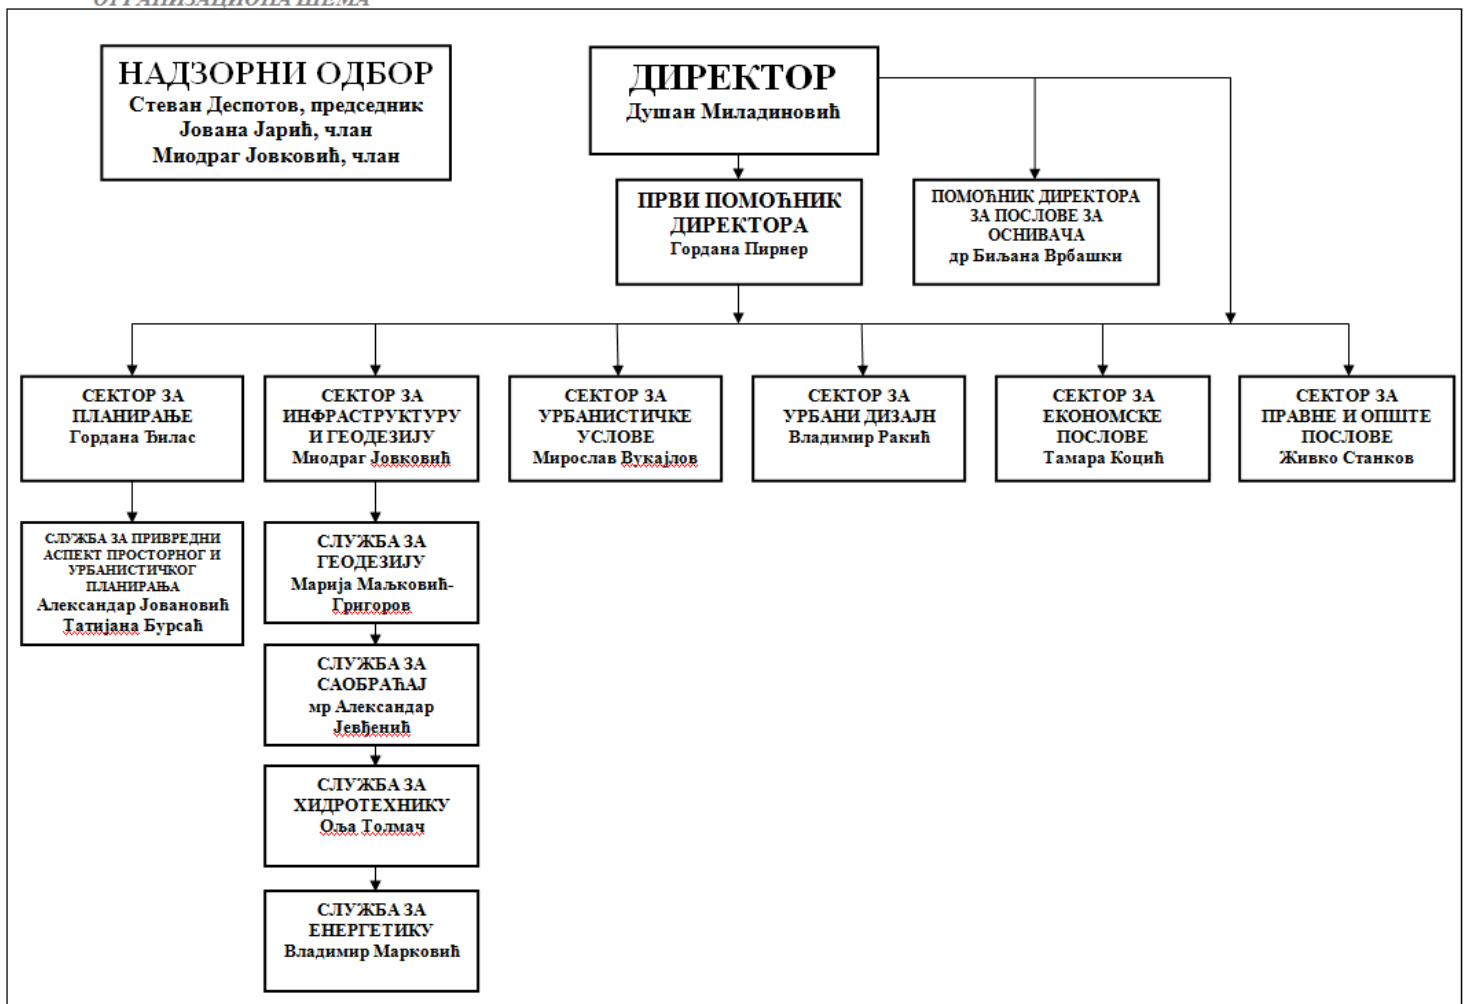 ОРГАНИЗАЦИОНА ШЕМА
НАДЗОРНИ ОДБОР
Стеван Деспотов, председник
Јована Јарић, члан
Миодраг Јовковић, члан
ДИРЕКТОР
Душан Миладиновић
ПРВИ ПОМОЋНИК
ДИРЕКТОРА
Гордана Пирнер
ПОМОЋНИК ДИРЕКТОРА
ЗА ПОСЛОВЕ ЗА
ОСНИВАЧА
др Биљана Врбашки
СЕКТОР ЗА
ПЛАНИРАЊЕ
Гордана Ђилас
СЕКТОР ЗА
ИНФРАСТРУКТУРУ
И ГЕОДЕЗИЈУ
Миодраг Јовковић
СЕКТОР ЗА
УРБАНИСТИЧКЕ
УСЛОВЕ
Мирослав Вукајлов
СЕКТОР ЗА
УРБАНИ ДИЗАЈН
Владимир Ракић
СЕКТОР ЗА
ЕКОНОМСКЕ
ПОСЛОВЕ
Тамара Коцић
СЕКТОР ЗА
ПРАВНЕ И ОПШТЕ
ПОСЛОВЕ
Живко Станков
СЛУЖБА ЗА ПРИВРЕДНИ
АСПЕКТ ПРОСТОРНОГ И
УРБАНИСТИЧКОГ
ПЛАНИРАЊА
Александар Јовановић
Татијана Бурсаћ
СЛУЖБА ЗА
ГЕОДЕЗИЈУ
Марија Маљковић-
Григоров
СЛУЖБА ЗА
САОБРАЋАЈ
мр Александар
Јевђенић
СЛУЖБА ЗА
ХИДРОТЕХНИКУ
Оља Толмач
СЛУЖБА ЗА
ЕНЕРГЕТИКУ
Владимир Марковић